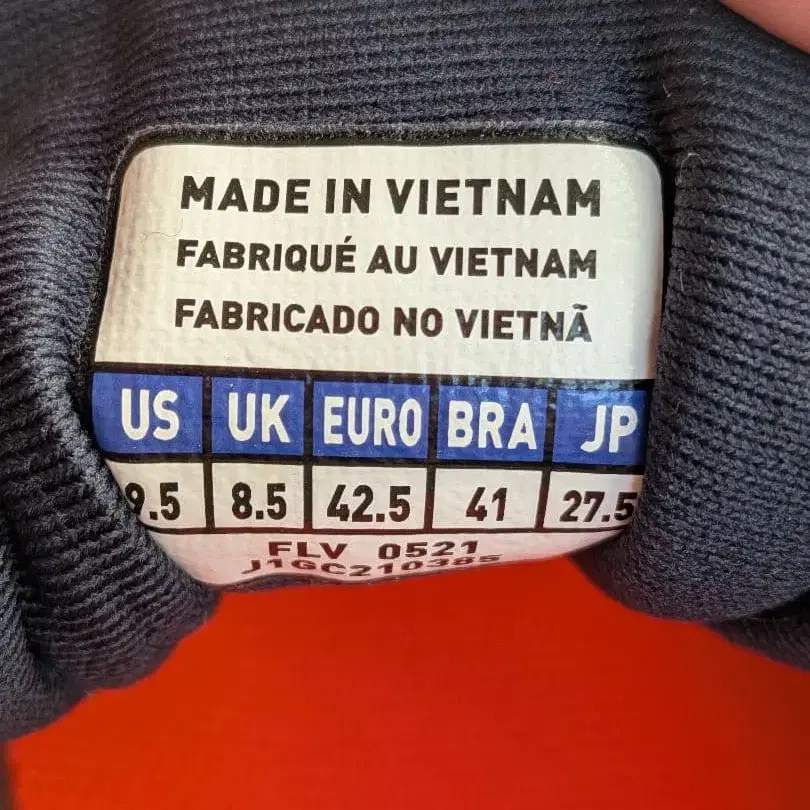 MADE IN VIETNAM
FABRIQUÉ AU VIETNAM
FABRICADO NO VIETNÃ
US UK EURO BRA JP
9.5 8.5 42.5 41 27.5
FLV 0521
J1GC210385